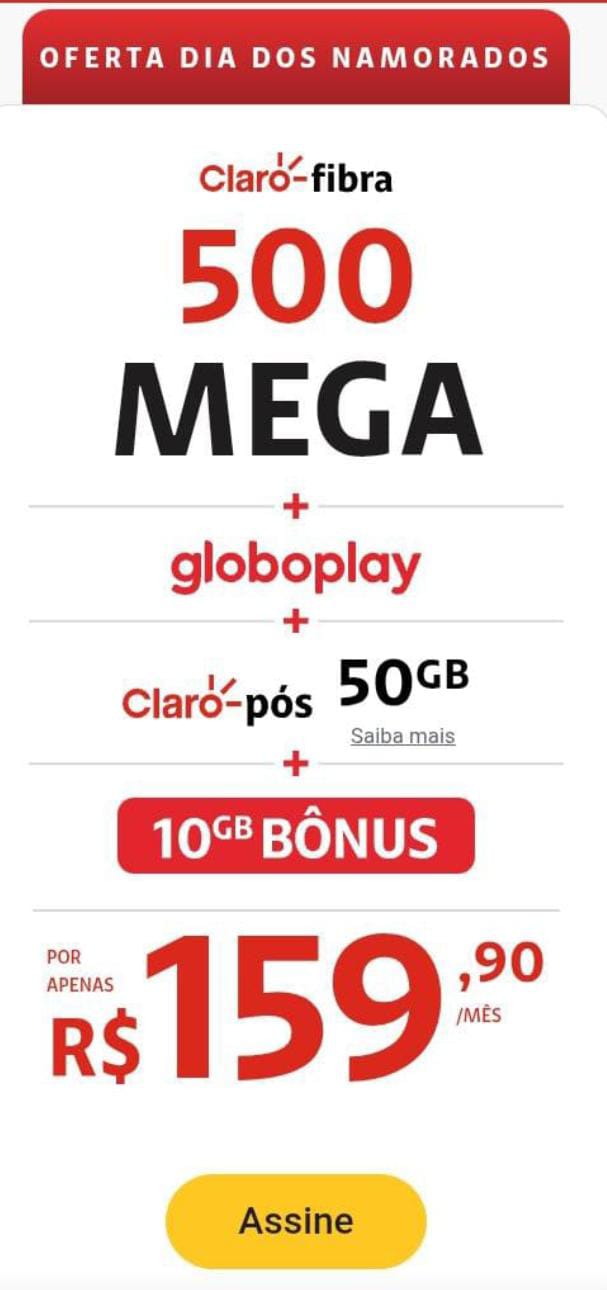 OFERTA DIA DOS NAMORADOS
Claro-fibra
500
MEGA
+
globoplay
+
Claro-pós 50GB
Saiba mais
+
10GB BÔNUS
POR
APENAS
R$159,90
/MÊS
Assine